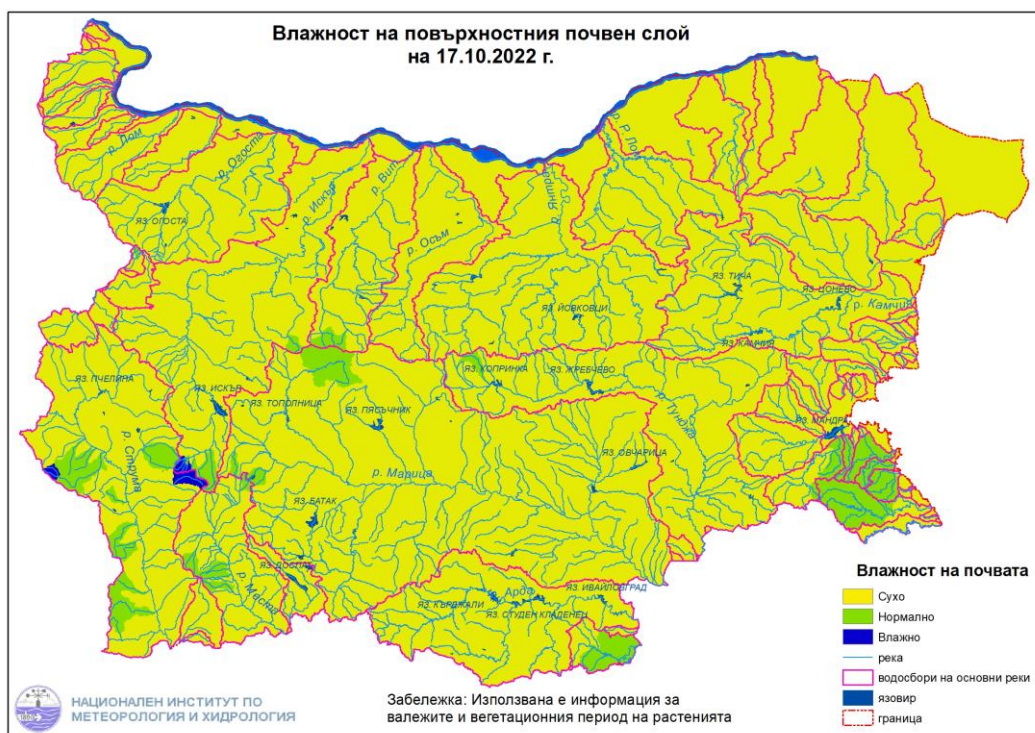 Влажност на повърхностния почвен слой
на 17.10.2022 г.
р. Лом
р. Огоста
Искър
р. Вит
р. Осъм
р. Янтра
р. Р. Лом
ЯЗ. ОГОСТА
ЯЗ. ТИЧА
ЯЗ. ЦОНЕВО
р. Камчия
ЯЗ. ЙОВКОВЦИ
ЯЗ. КАМЧИЯ
ЯЗ. ПЧЕЛИНА
ЯЗ. ИСКЪР
ЯЗ. ТОПОЛНИЦА
ЯЗ. ПЯСЪЧНИК
ЯЗ. КОПРИНКА
ЯЗ. ЖРЕБЧЕВО
р. Тунджа
ЯЗ. МАНДРА
р. Струма
р. Марица
ЯЗ. ОВЧАРИЦА
ЯЗ. БАТАК
ЯЗ. ДОСПАТ
р. Места
р. Арда
ЯЗ. ИВАЙЛОВГРАД
ЯЗ. КЪРДЖАЛИ
ЯЗ. СТУДЕН КЛАДЕНЕЦ
Влажност на почвата
Сухо
Нормално
Влажно
река
водосбори на основни реки
язовир
граница
НАЦИОНАЛЕН ИНСТИТУТ ПО
МЕТЕОРОЛОГИЯ И ХИДРОЛОГИЯ
Забележка: Използвана е информация за
валежите и вегетационния период на растенията